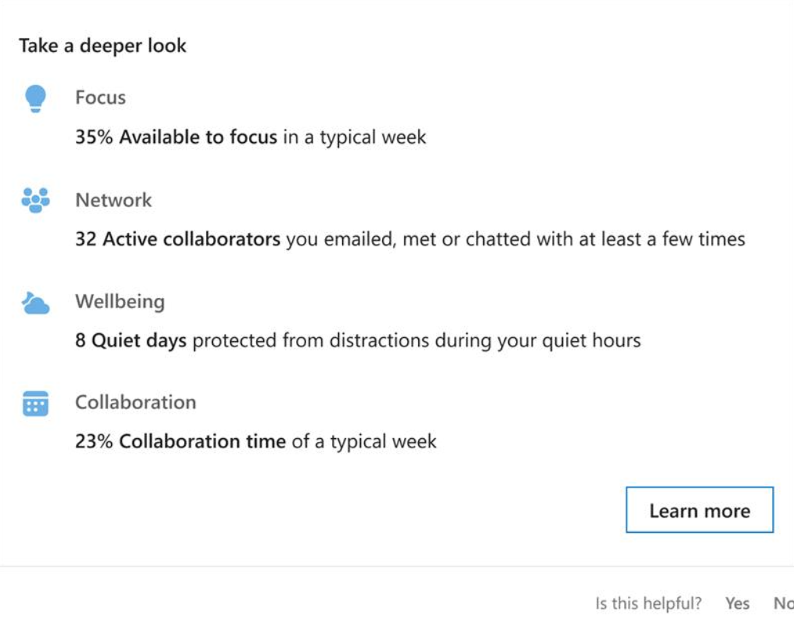 Take a deeper look
Focus
35% Available to focus in a typical week
Network
32 Active collaborators you emailed, met or chatted with at least a few times
Wellbeing
8 Quiet days protected from distractions during your quiet hours
Collaboration
23% Collaboration time of a typical week
Learn more
Is this helpful? Yes No